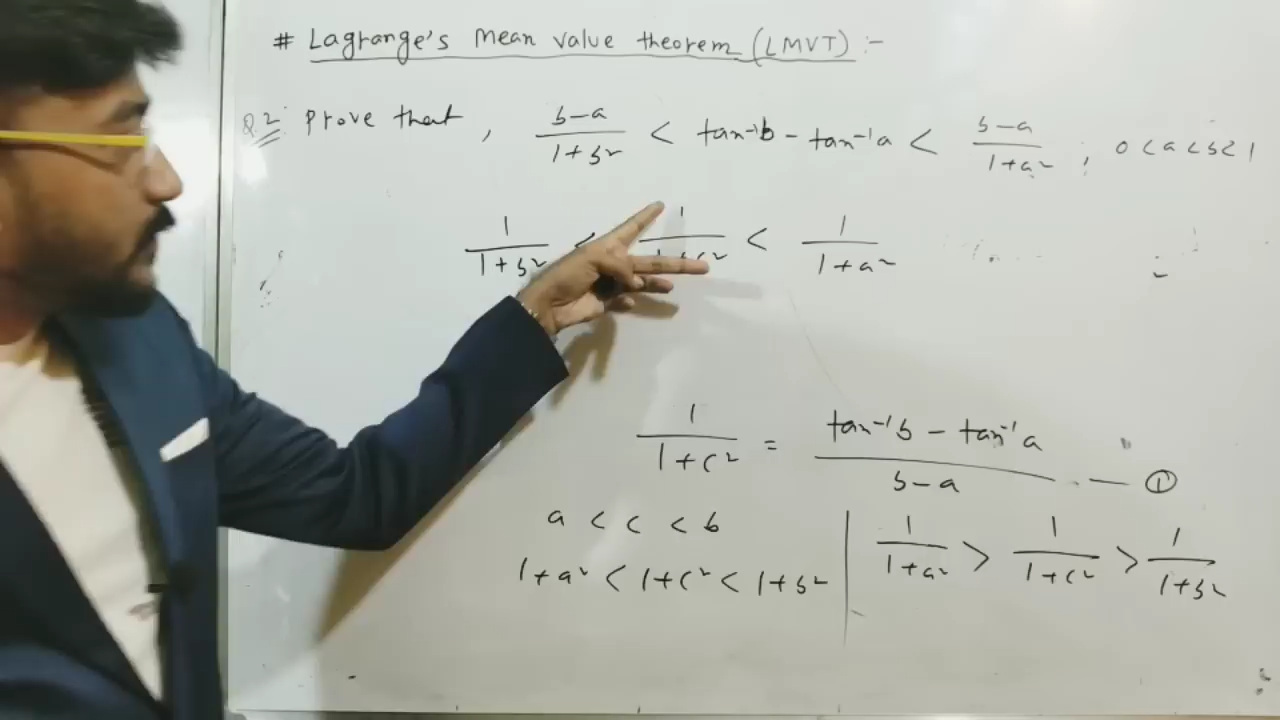 # Lagrange's Mean value theorem (LMVT) :-
Q.2. Prove that , (b-a)/(1+b²) < tan⁻¹b - tan⁻¹a < (b-a)/(1+a²) ; 0<a<b<1
1/(1+b²) < 1/(1+c²) < 1/(1+a²)
1/(1+c²) = (tan⁻¹b - tan⁻¹a)/(b-a) — ①
a < c < b
1+a² < 1+c² < 1+b² | 1/(1+a²) > 1/(1+c²) > 1/(1+b²)